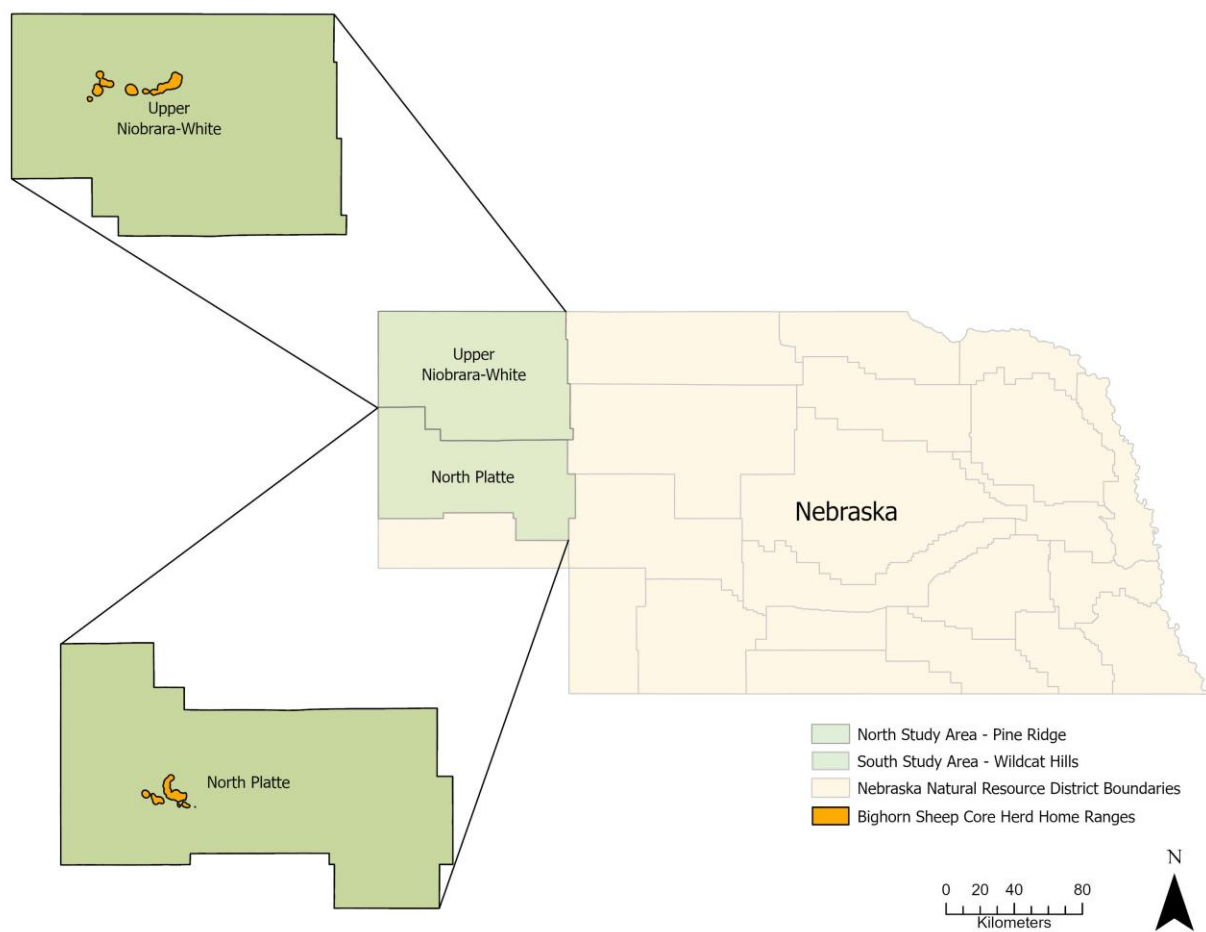 Upper
Niobrara-White
Upper
Niobrara-White
North Platte
Nebraska
North Platte
North Study Area - Pine Ridge
South Study Area - Wildcat Hills
Nebraska Natural Resource District Boundaries
Bighorn Sheep Core Herd Home Ranges
N
0 20 40 80
Kilometers